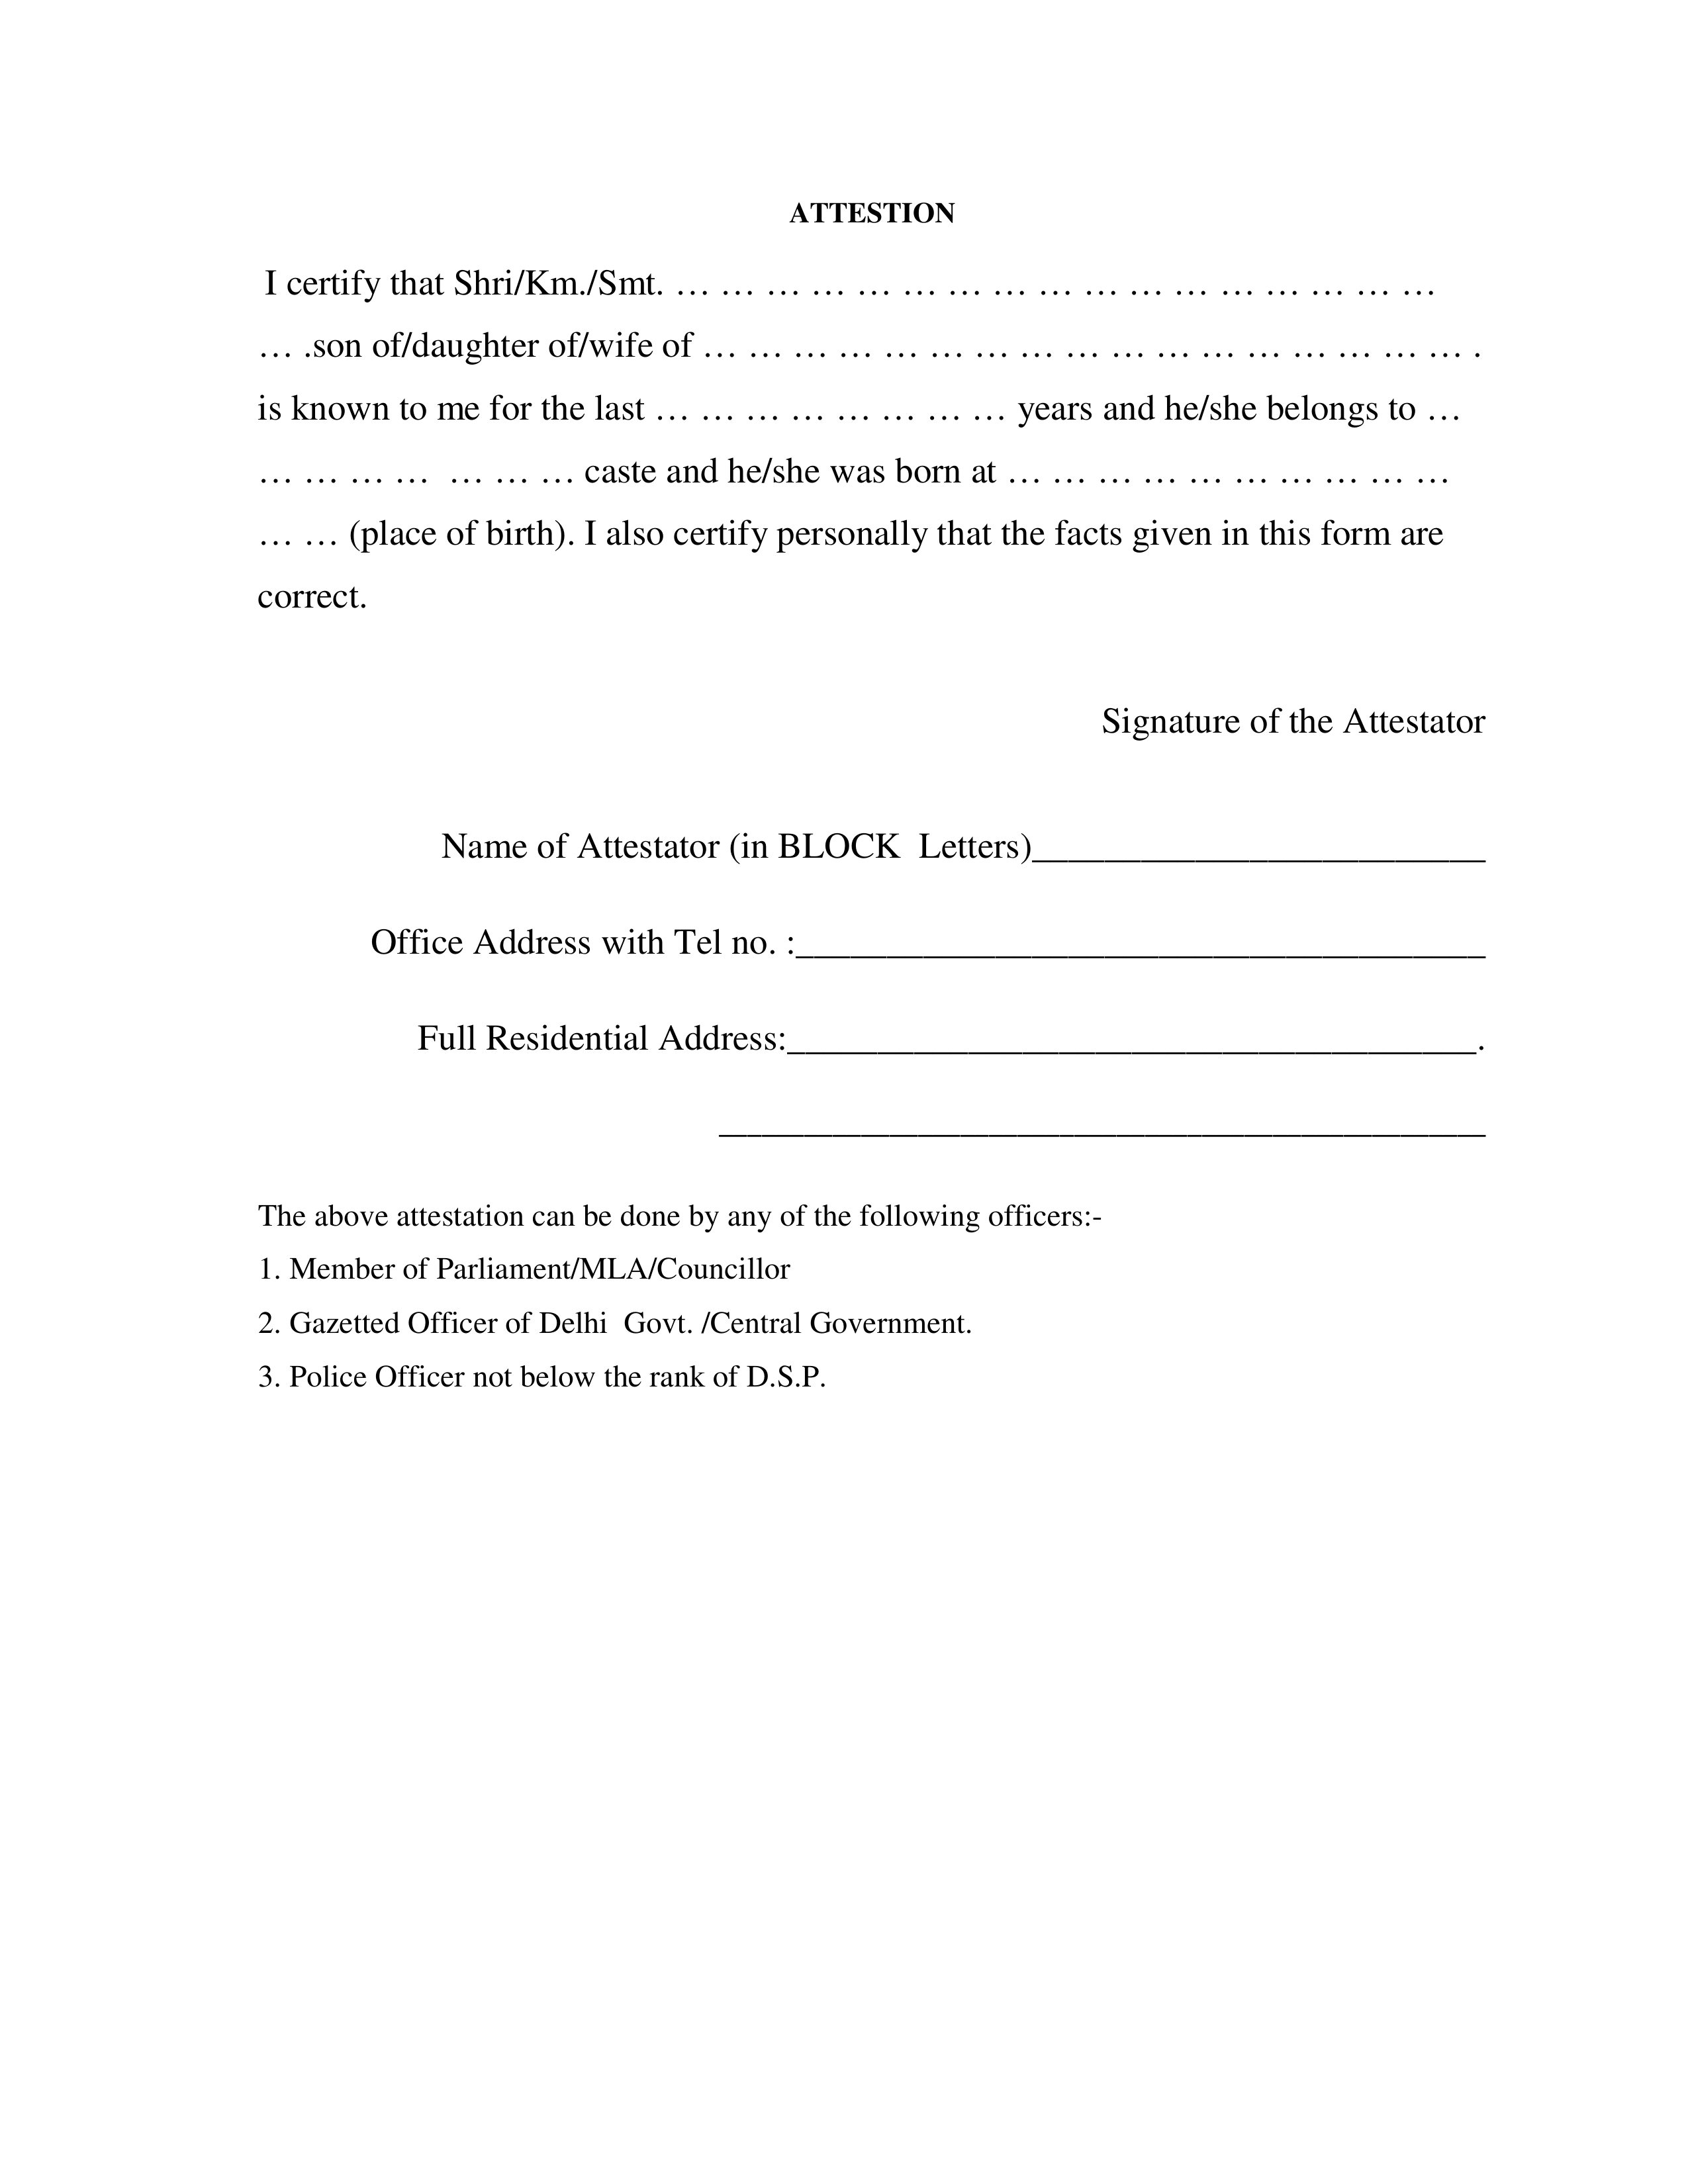 ATTESTION
I certify that Shri/Km./Smt. … … … … … … … … … … … … … … … … …
… .son of/daughter of/wife of … … … … … … … … … … … … … … … … … .
is known to me for the last … … … … … … … … years and he/she belongs to …
… … … …  … … … caste and he/she was born at … … … … … … … … … …
… … (place of birth). I also certify personally that the facts given in this form are
correct.
Signature of the Attestator
Name of Attestator (in BLOCK  Letters)_________________________
Office Address with Tel no. :______________________________________
Full Residential Address:______________________________________.
______________________________________________
The above attestation can be done by any of the following officers:-
1. Member of Parliament/MLA/Councillor
2. Gazetted Officer of Delhi  Govt. /Central Government.
3. Police Officer not below the rank of D.S.P.